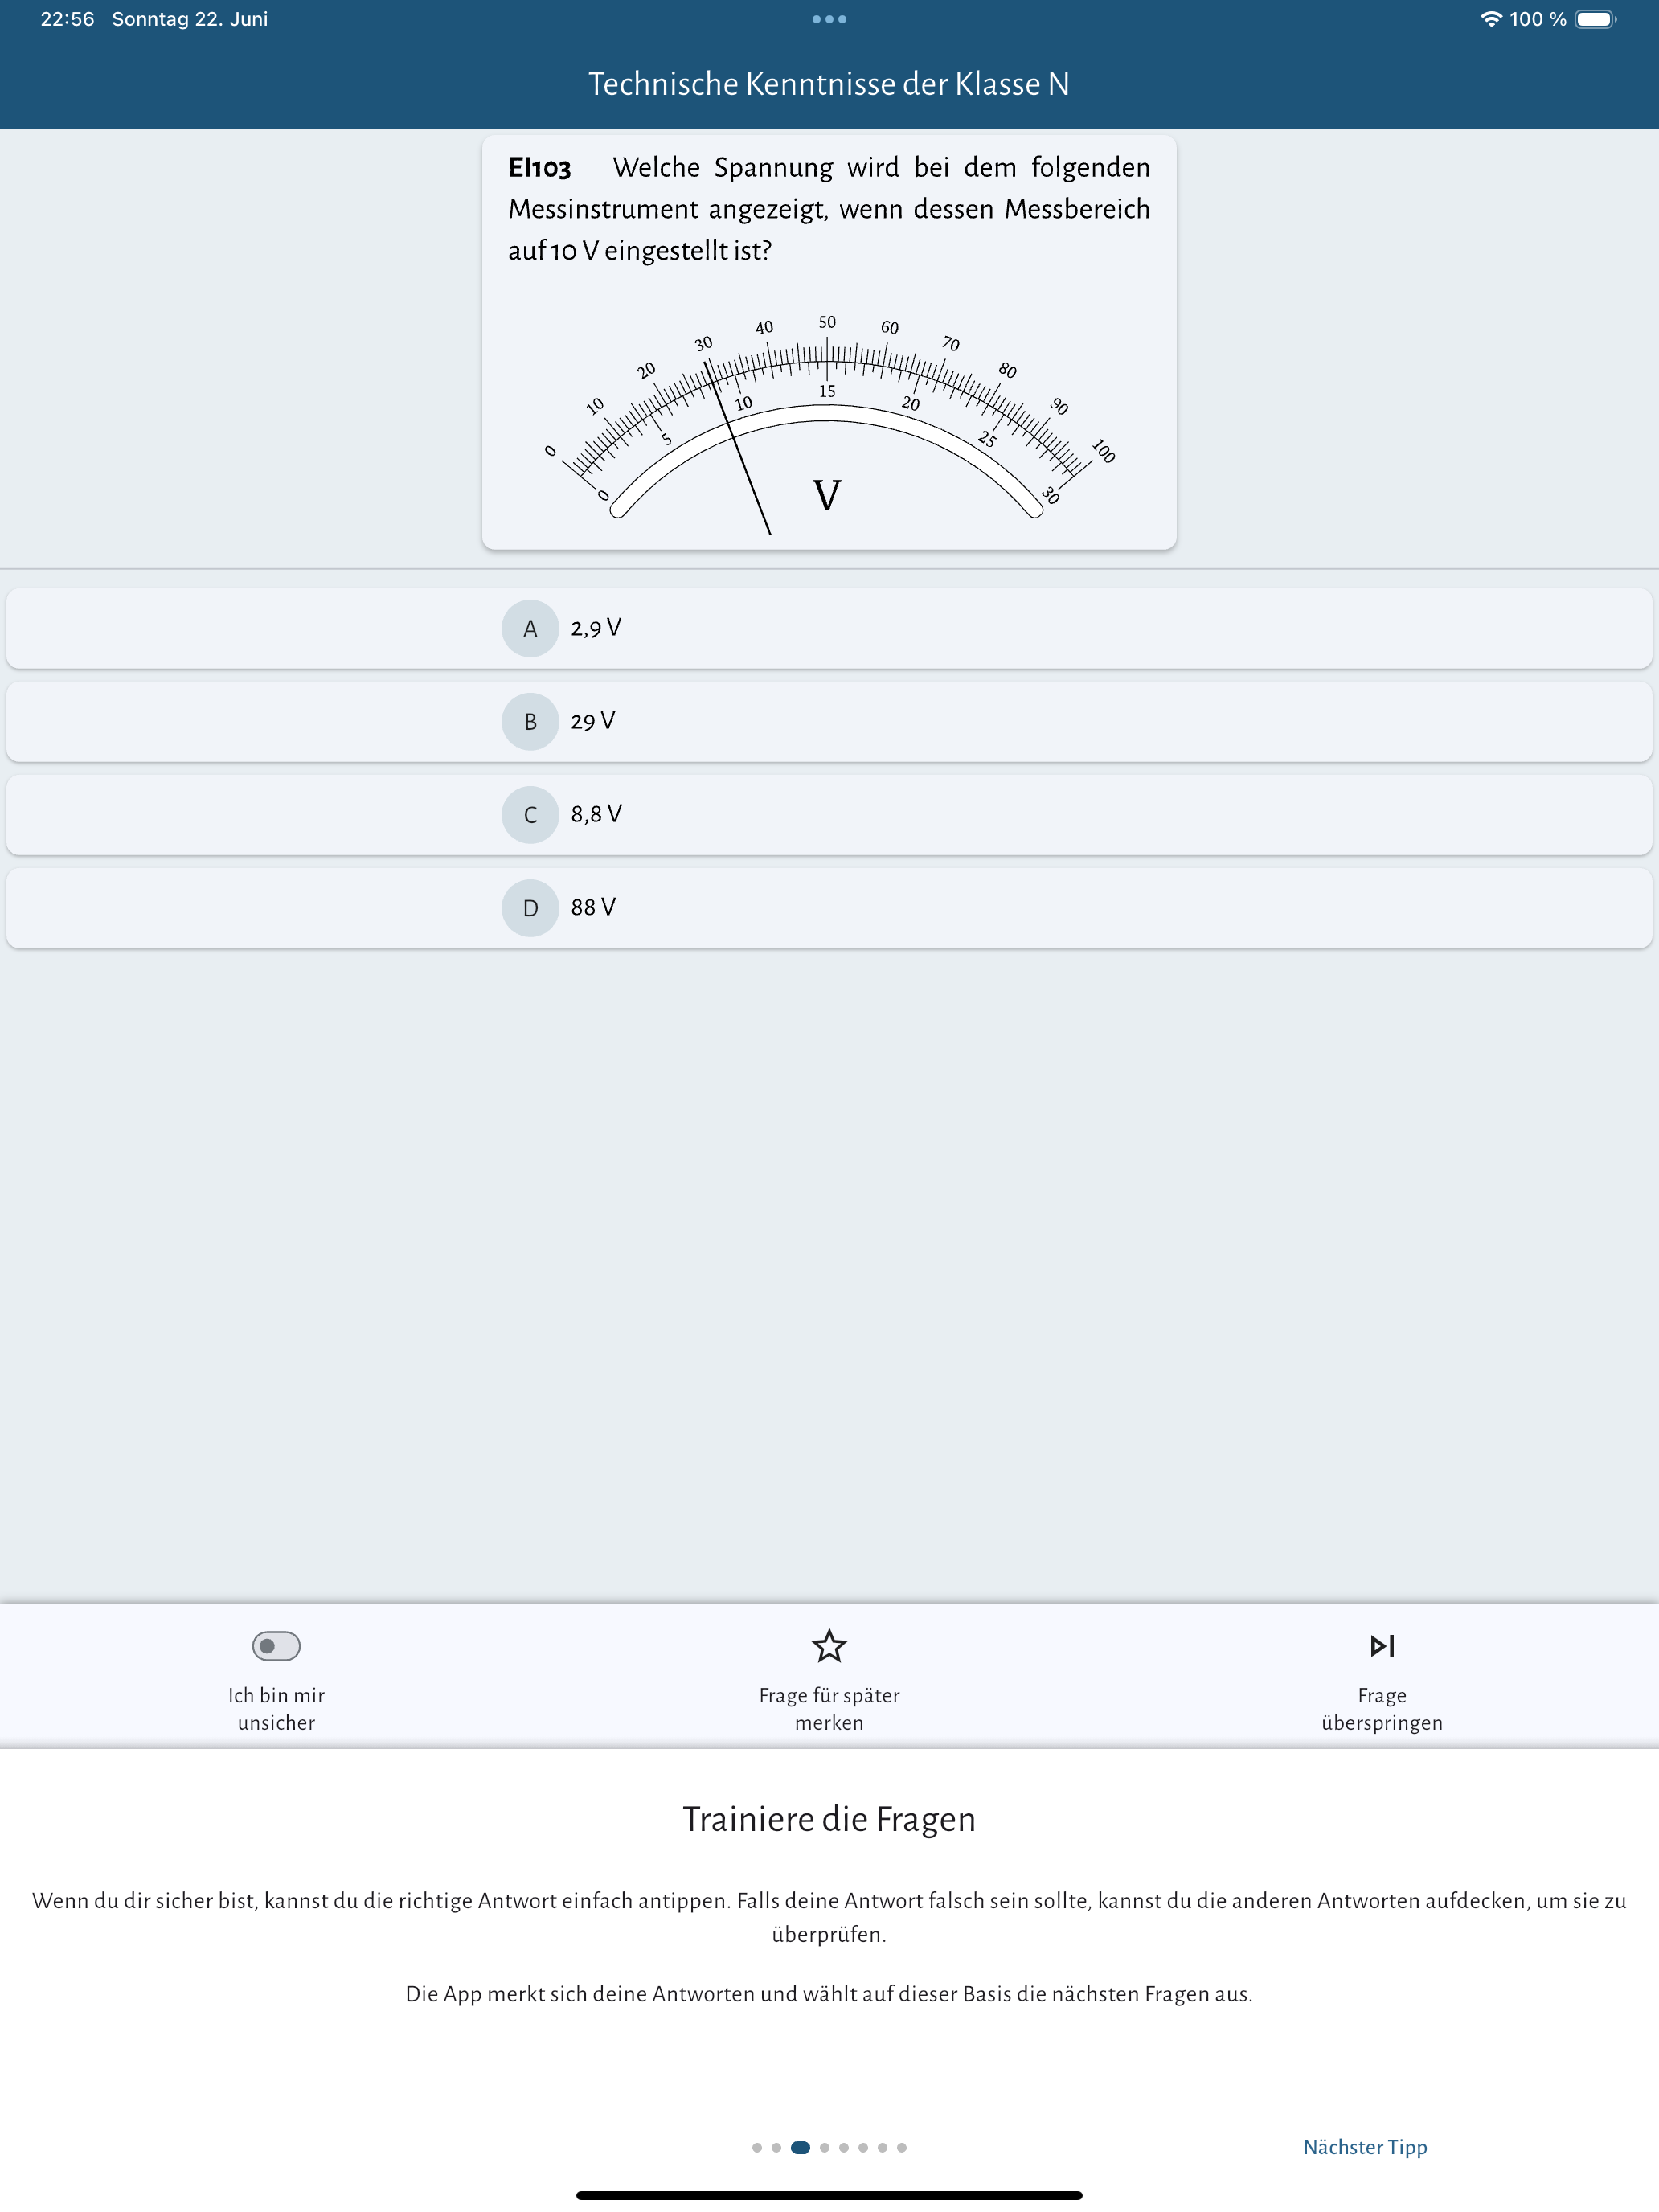 22:56 Sonntag 22. Juni
100 %
Technische Kenntnisse der Klasse N
EI103 Welche Spannung wird bei dem folgenden
Messinstrument angezeigt, wenn dessen Messbereich
auf 10 V eingestellt ist?
0 10 20 30 40 50 60 70 80 90 100
0 5 10 15 20 25 30
V
A 2,9 V
B 29 V
C 8,8 V
D 88 V
Ich bin mir
unsicher
Frage für später
merken
Frage
überspringen
Trainiere die Fragen
Wenn du dir sicher bist, kannst du die richtige Antwort einfach antippen. Falls deine Antwort falsch sein sollte, kannst du die anderen Antworten aufdecken, um sie zu
überprüfen.
Die App merkt sich deine Antworten und wählt auf dieser Basis die nächsten Fragen aus.
Nächster Tipp